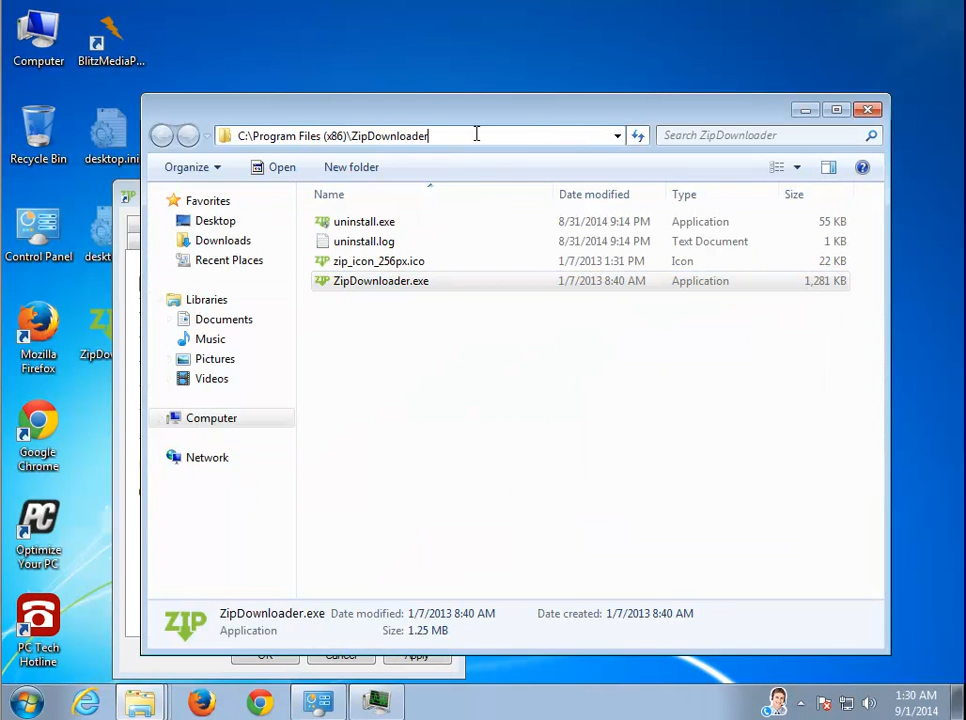 Computer
BlitzMediaP...
Recycle Bin
desktop.ini
Control Panel
deskt
Mozilla
Firefox
ZipDov
Google
Chrome
Optimize
Your PC
PC Tech
Hotline
C:\Program Files (x86)\ZipDownloader
Search ZipDownloader
Organize
Open
New folder
Favorites
Desktop
Downloads
Recent Places
Libraries
Documents
Music
Pictures
Videos
Computer
Network
Name Date modified Type Size
uninstall.exe 8/31/2014 9:14 PM Application 55 KB
uninstall.log 8/31/2014 9:14 PM Text Document 1 KB
zip_icon_256px.ico 1/7/2013 1:31 PM Icon 22 KB
ZipDownloader.exe 1/7/2013 8:40 AM Application 1,281 KB
ZIP
ZipDownloader.exe Date modified: 1/7/2013 8:40 AM Date created: 1/7/2013 8:40 AM
Application Size: 1.25 MB
OK Cancel Apply
1:30 AM
9/1/2014